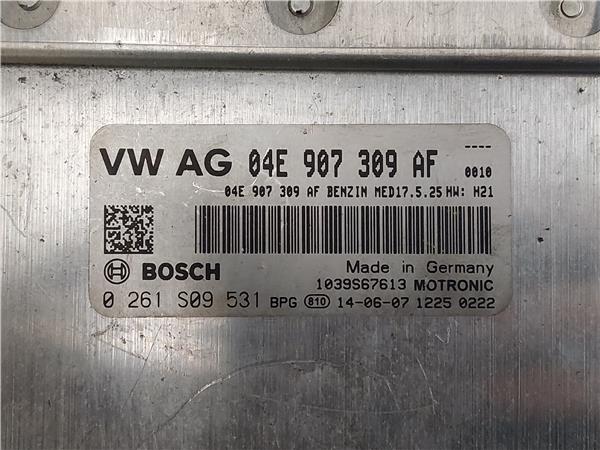 ----
VW AG 04E 907 309 AF 0010
04E 907 309 AF BENZIN MED17.5.25 HW: H21
BOSCH
Made in Germany
1039S67613 MOTRONIC
0 261 S09 531 BPG 810 14-06-07 1225 0222